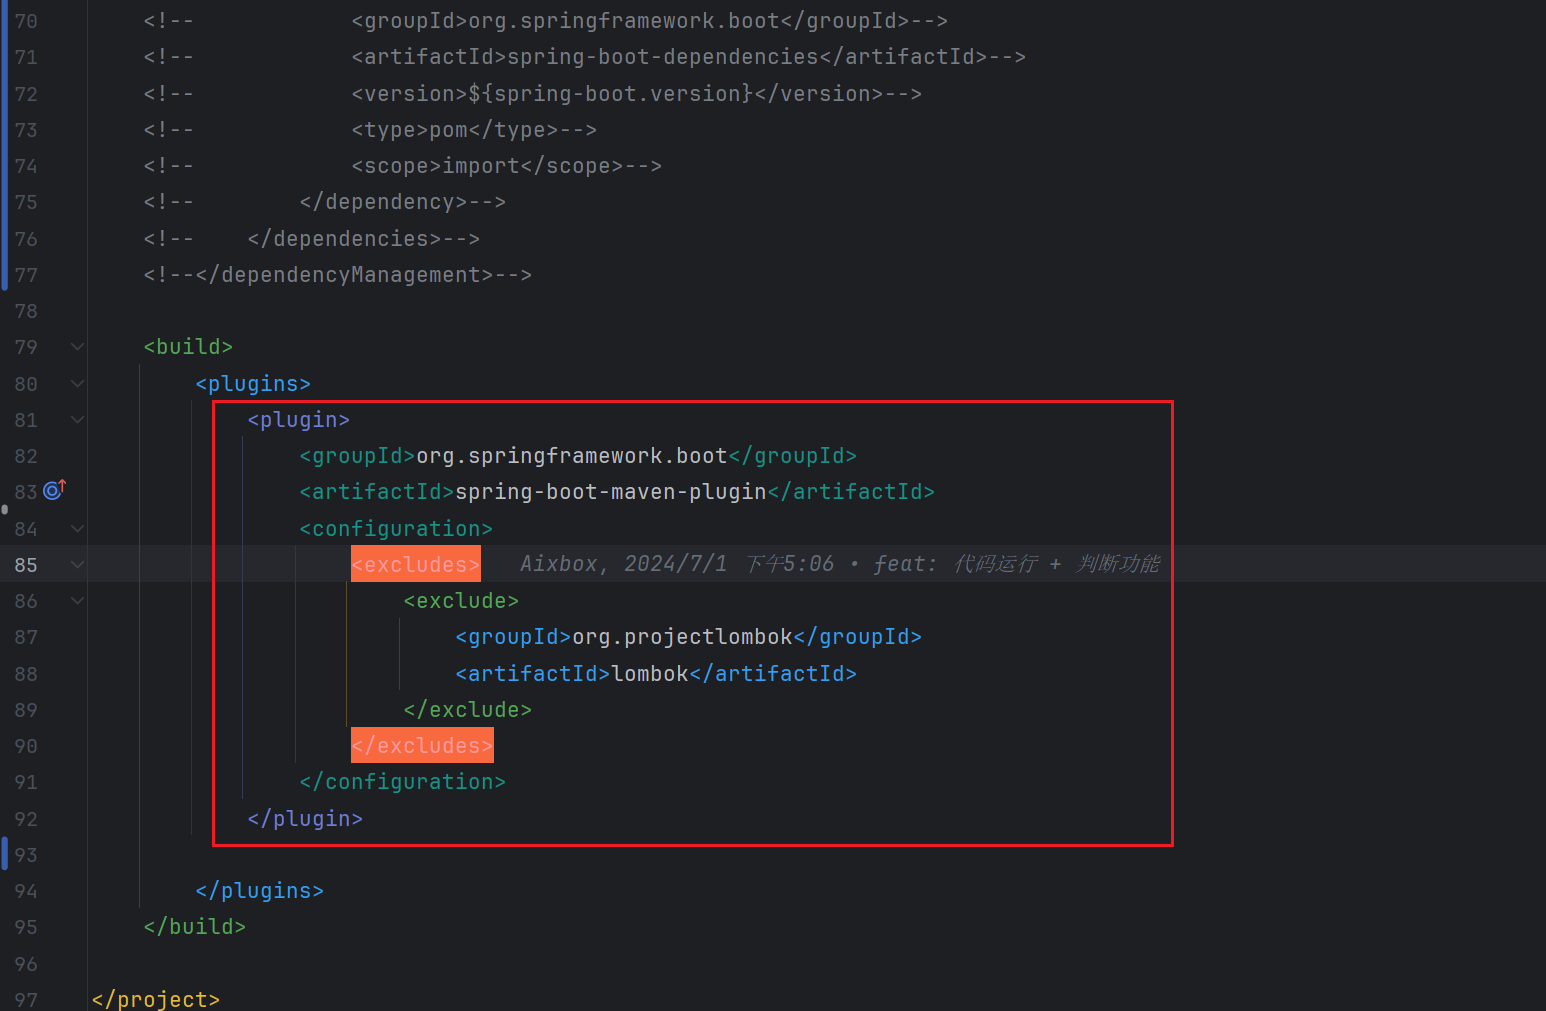 70 <!--            <groupId>org.springframework.boot</groupId>-->
71 <!--            <artifactId>spring-boot-dependencies</artifactId>-->
72 <!--            <version>${spring-boot.version}</version>-->
73 <!--            <type>pom</type>-->
74 <!--            <scope>import</scope>-->
75 <!--        </dependency>-->
76 <!--    </dependencies>-->
77 <!--</dependencyManagement>-->
78
79 <build>
80     <plugins>
81         <plugin>
82             <groupId>org.springframework.boot</groupId>
83             <artifactId>spring-boot-maven-plugin</artifactId>
84             <configuration>
85                 <excludes> Aixbox, 2024/7/1 下午5:06 • feat: 代码运行 + 判断功能
86                     <exclude>
87                         <groupId>org.projectlombok</groupId>
88                         <artifactId>lombok</artifactId>
89                     </exclude>
90                 </excludes>
91             </configuration>
92         </plugin>
93
94     </plugins>
95 </build>
96
97 </project>